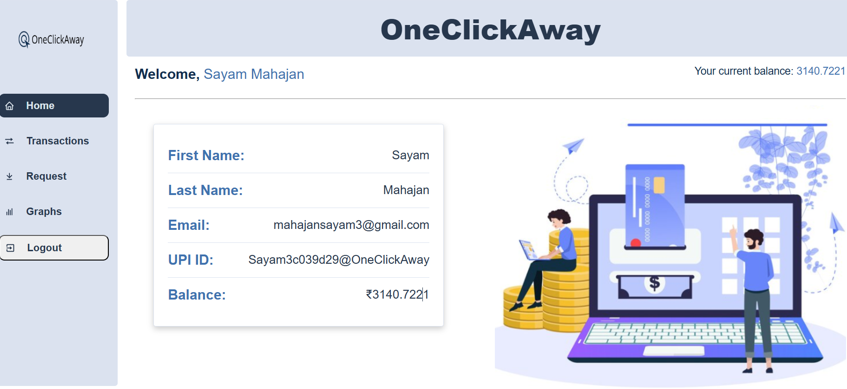 OneClickAway
OneClickAway
Welcome, Sayam Mahajan
Your current balance: 3140.7221
Home
Transactions
Request
Graphs
Logout
First Name: Sayam
Last Name: Mahajan
Email: mahajansayam3@gmail.com
UPI ID: Sayam3c039d29@OneClickAway
Balance: ₹3140.7221
$